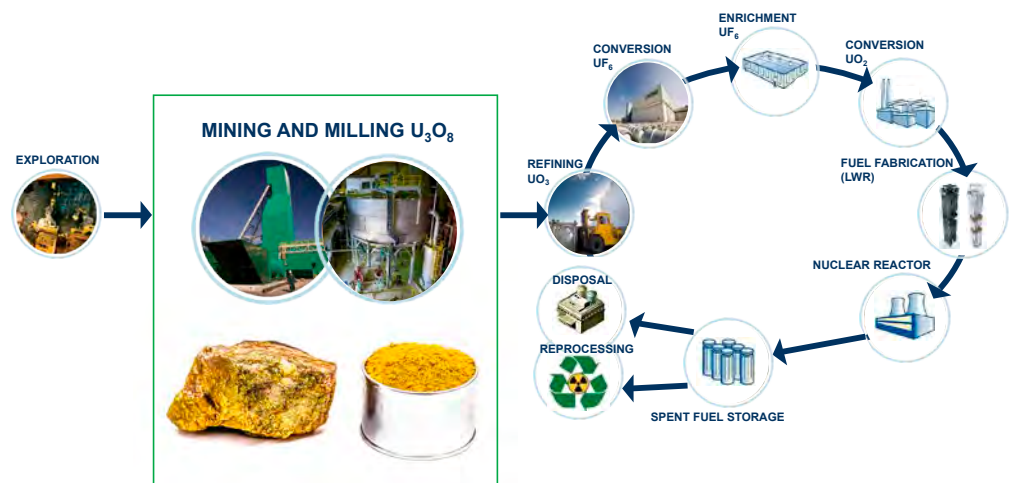 EXPLORATION
MINING AND MILLING U₃O₈
REFINING
UO₃
CONVERSION
UF₆
ENRICHMENT
UF₆
CONVERSION
UO₂
FUEL FABRICATION
(LWR)
NUCLEAR REACTOR
SPENT FUEL STORAGE
DISPOSAL
REPROCESSING